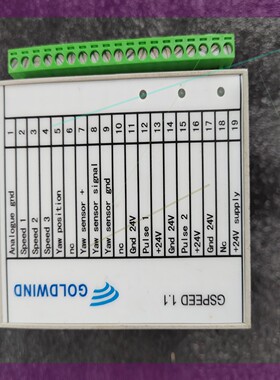 Analogue gnd 1
Speed 1 2
Speed 2 3
Speed 3 4
Yaw position 5
nc 6
Yaw sensor + 7
Yaw sensor signal 8
Yaw sensor gnd 9
nc 10
Gnd 24V 11
Pulse 1 12
+24V 13
Gnd 24V 14
Pulse 2 15
+24V 16
Gnd 24V 17
Nc 18
+24V supply 19
GOLDWIND
GSPEED 1.1